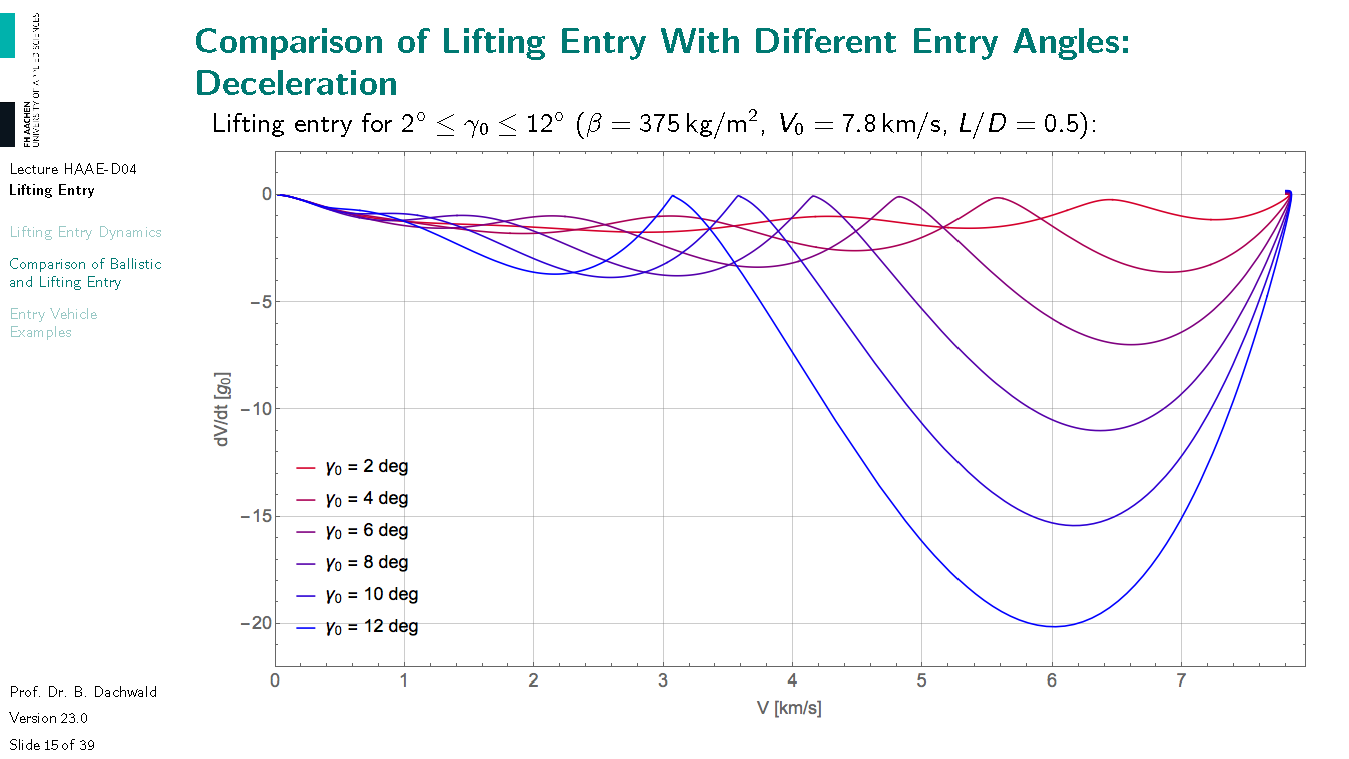 FH AACHEN
UNIVERSITY OF APPLIED SCIENCES
Comparison of Lifting Entry With Different Entry Angles:
Deceleration
Lifting entry for 2° ≤ γ₀ ≤ 12° (β = 375 kg/m², V₀ = 7.8 km/s, L/D = 0.5):
Lecture HAAE-D04
Lifting Entry
Lifting Entry Dynamics
Comparison of Ballistic
and Lifting Entry
Entry Vehicle
Examples
0
−5
−10
−15
−20
dV/dt [g₀]
γ₀ = 2 deg
γ₀ = 4 deg
γ₀ = 6 deg
γ₀ = 8 deg
γ₀ = 10 deg
γ₀ = 12 deg
0 1 2 3 4 5 6 7
V [km/s]
Prof. Dr. B. Dachwald
Version 23.0
Slide 15 of 39